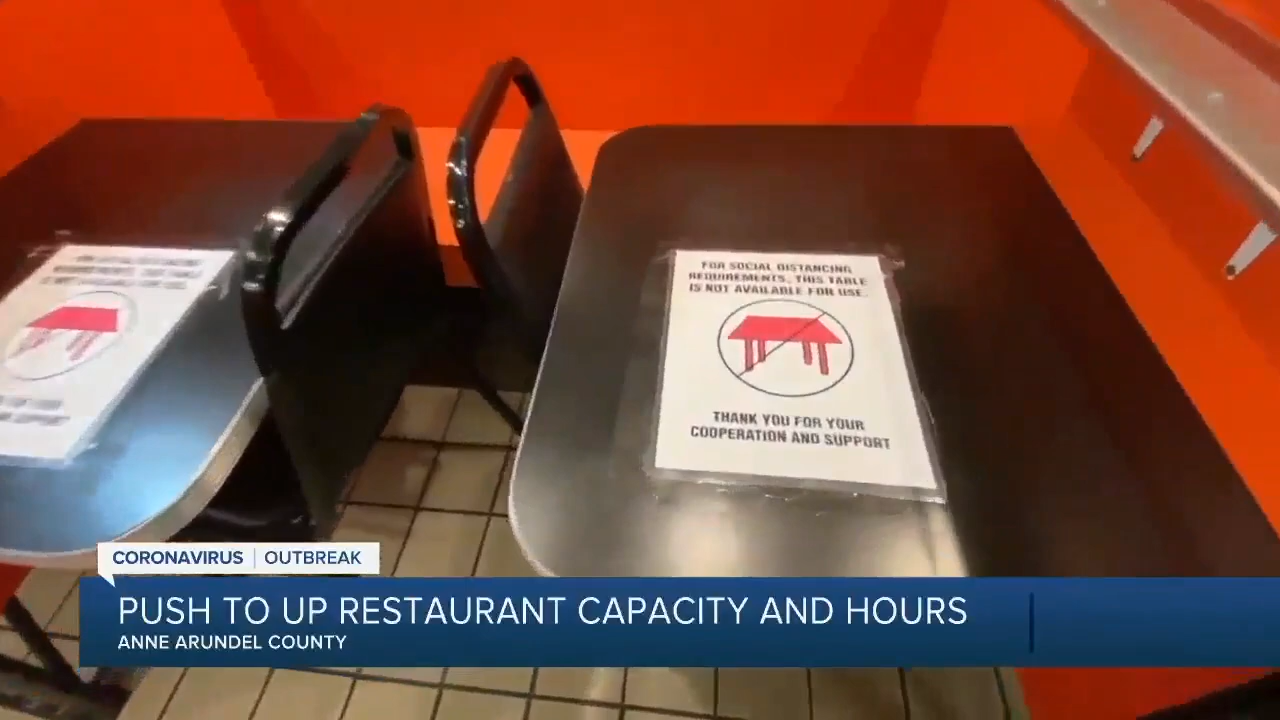 FOR SOCIAL DISTANCING
REQUIREMENTS, THIS TABLE
IS NOT AVAILABLE FOR USE.
THANK YOU FOR YOUR
COOPERATION AND SUPPORT
CORONAVIRUS | OUTBREAK
PUSH TO UP RESTAURANT CAPACITY AND HOURS
ANNE ARUNDEL COUNTY